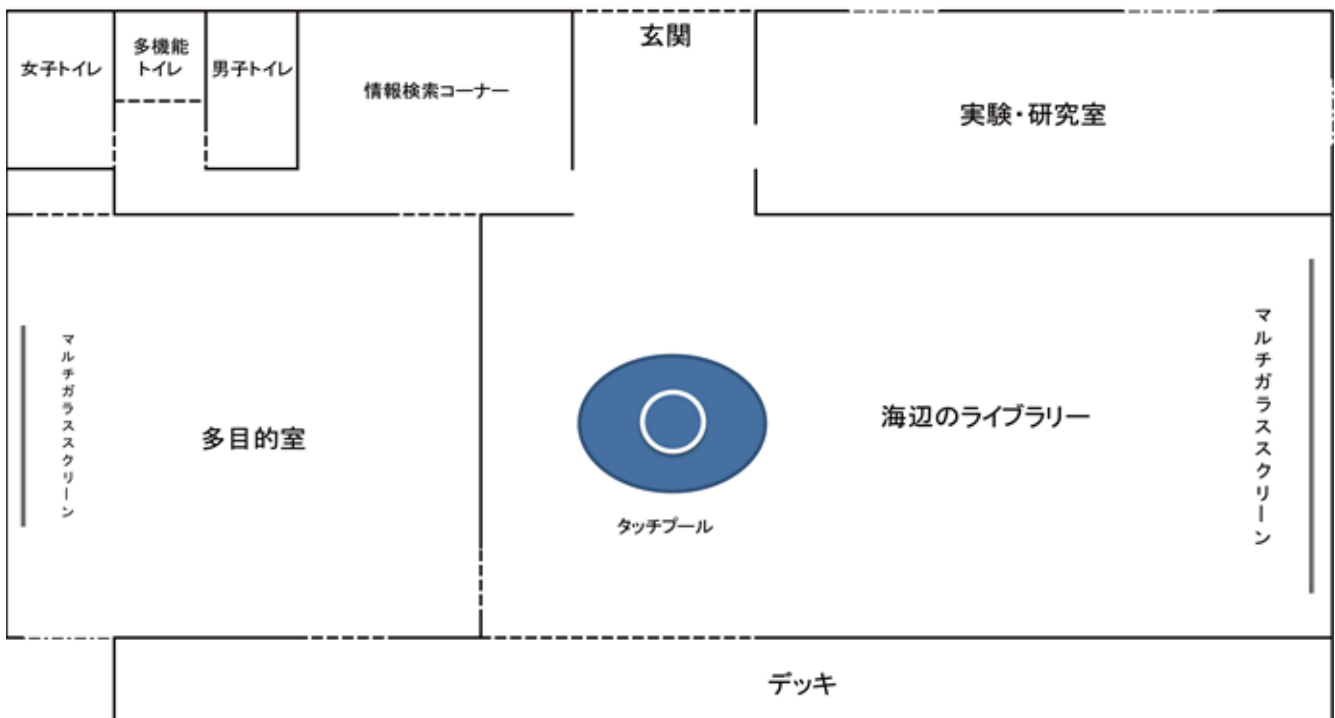 玄関
女子トイレ
多機能
トイレ
男子トイレ
情報検索コーナー
実験・研究室
マルチガラススクリーン
多目的室
タッチプール
海辺のライブラリー
マルチガラススクリーン
デッキ